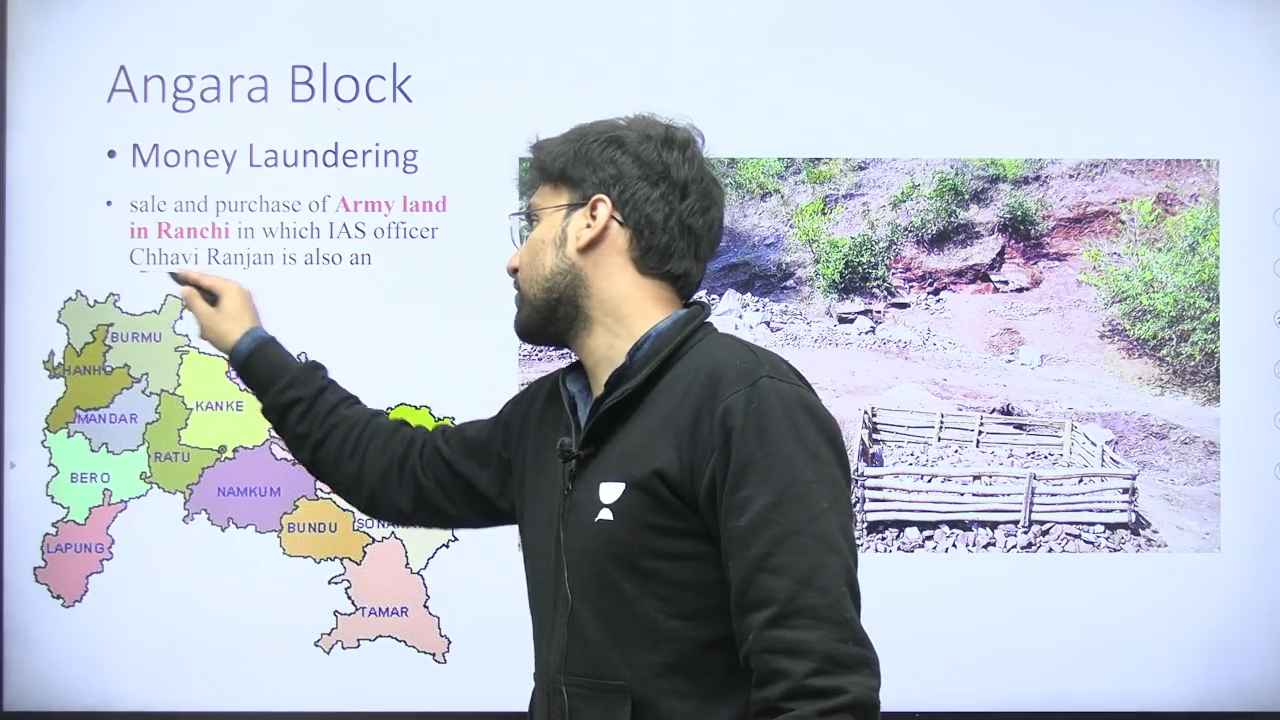 Angara Block
• Money Laundering
• sale and purchase of Army land
in Ranchi in which IAS officer
Chhavi Ranjan is also an
BURMU
CHANHO
KANKE
MANDAR
RATU
BERO
NAMKUM
BUNDU
LAPUNG
TAMAR